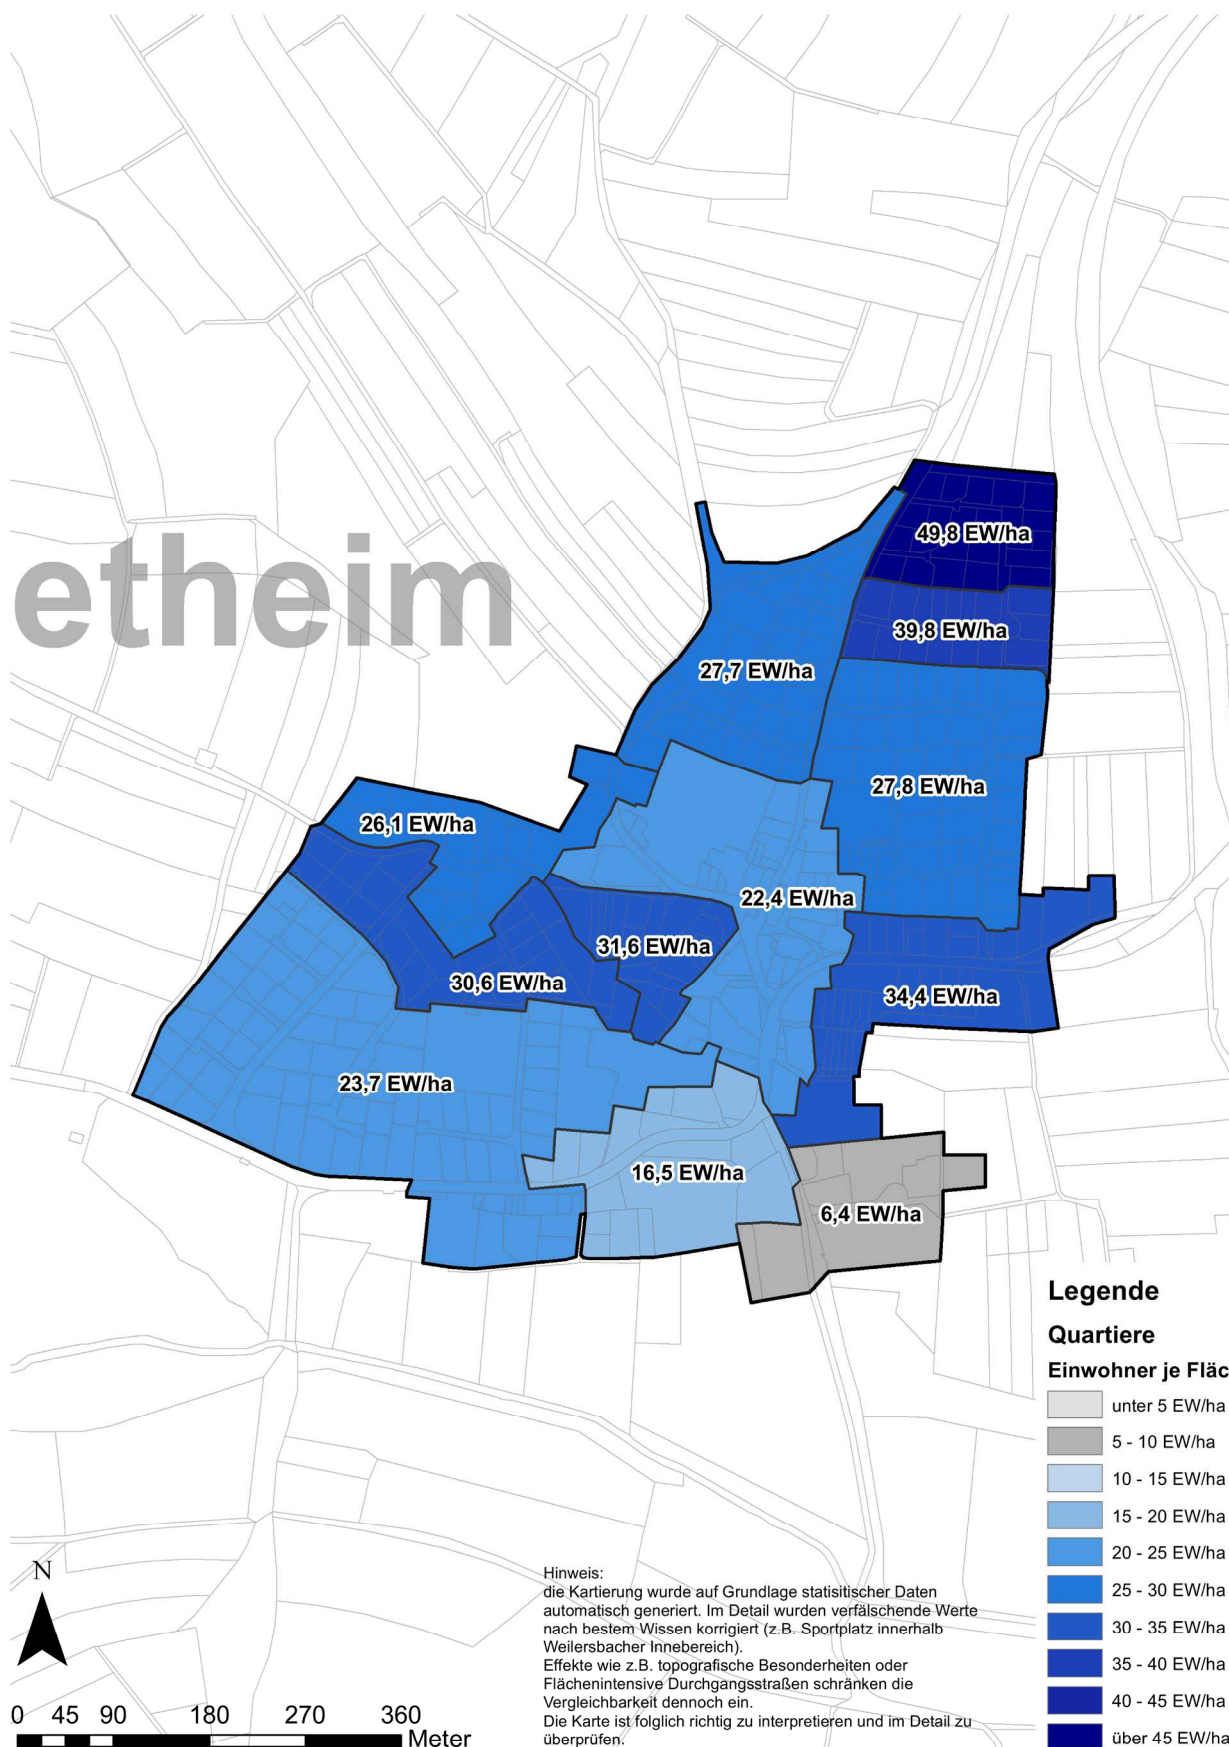 etheim
49,8 EW/ha
39,8 EW/ha
27,7 EW/ha
27,8 EW/ha
26,1 EW/ha
22,4 EW/ha
31,6 EW/ha
30,6 EW/ha
34,4 EW/ha
23,7 EW/ha
16,5 EW/ha
6,4 EW/ha
Legende
Quartiere
Einwohner je Fläc
unter 5 EW/ha
5 - 10 EW/ha
10 - 15 EW/ha
15 - 20 EW/ha
20 - 25 EW/ha
25 - 30 EW/ha
30 - 35 EW/ha
35 - 40 EW/ha
40 - 45 EW/ha
über 45 EW/ha
N
0 45 90 180 270 360
Meter
Hinweis:
die Kartierung wurde auf Grundlage statisitischer Daten
automatisch generiert. Im Detail wurden verfälschende Werte
nach bestem Wissen korrigiert (z.B. Sportplatz innerhalb
Weilersbacher Innebereich).
Effekte wie z.B. topografische Besonderheiten oder
Flächenintensive Durchgangsstraßen schränken die
Vergleichbarkeit dennoch ein.
Die Karte ist folglich richtig zu interpretieren und im Detail zu
überprüfen.